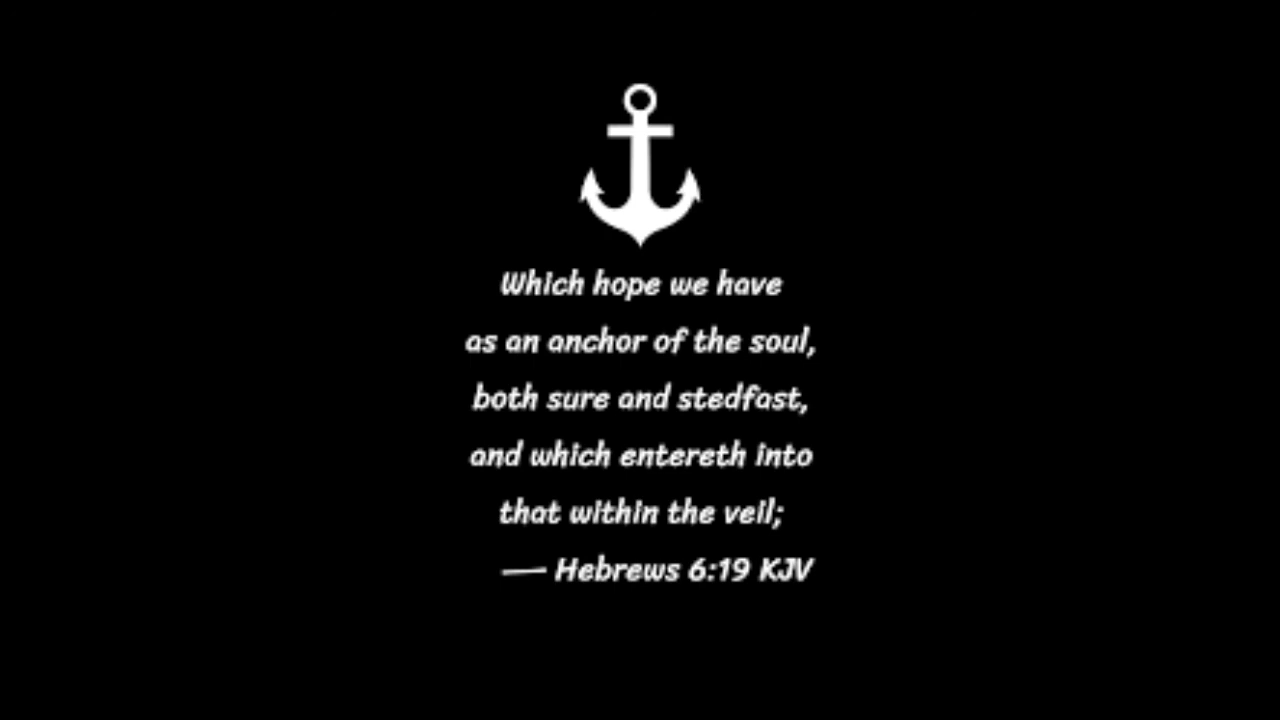 Which hope we have
as an anchor of the soul,
both sure and stedfast,
and which entereth into
that within the veil;
— Hebrews 6:19 KJV